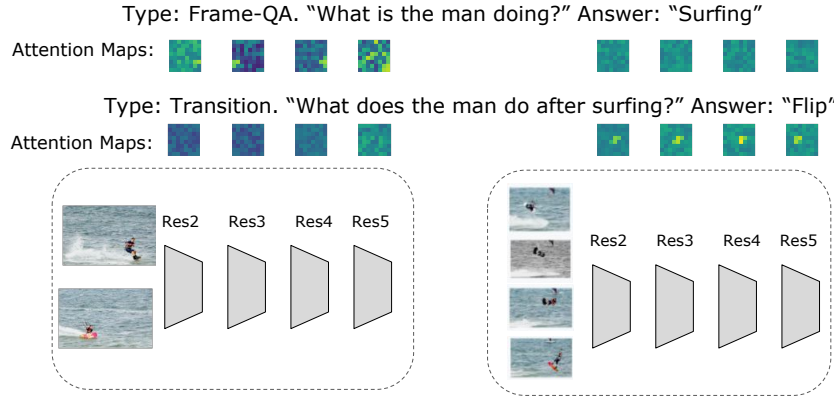 Type: Frame-QA. “What is the man doing?” Answer: “Surfing”
Attention Maps:
Type: Transition. “What does the man do after surfing?” Answer: “Flip”
Attention Maps:
Res2 Res3 Res4 Res5
Res2 Res3 Res4 Res5